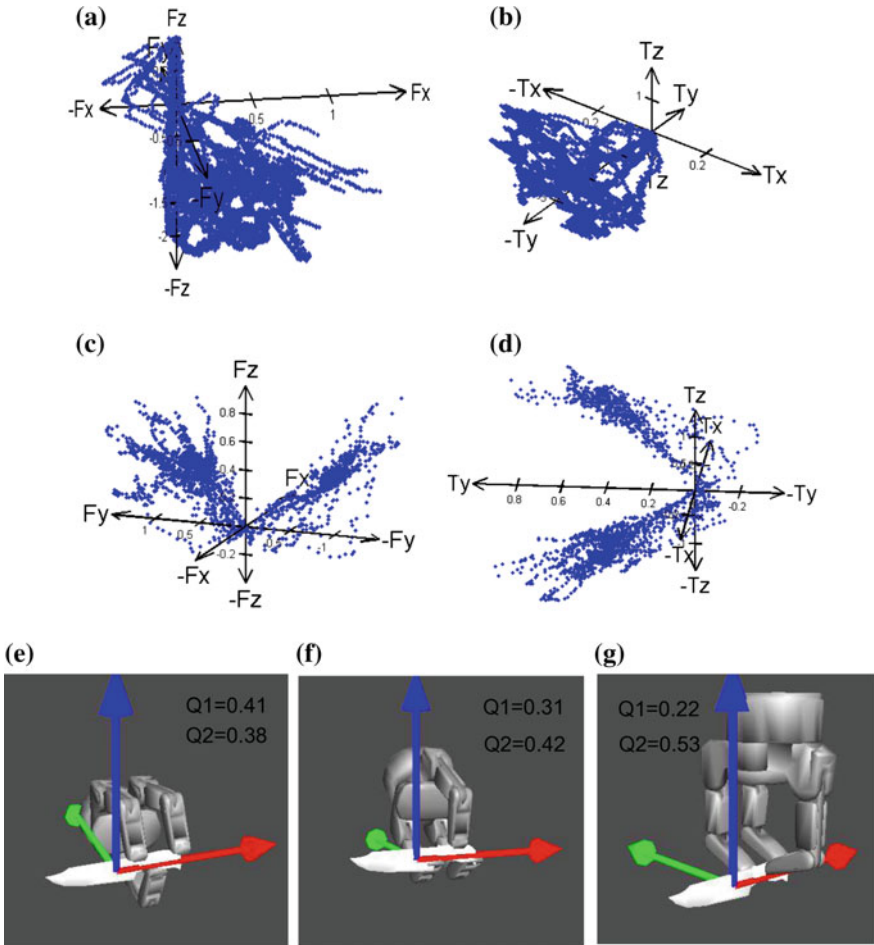 (a)
Fz
Fy
-Fx
Fx
0.5
1
-Fy
-1.5
-2
-Fz
(b)
Tz
-Tx
Ty
1
0.2
0.2
Tx
Tz
-Ty
(c)
Fz
0.8
0.6
0.4
Fx
Fy
1
0.5
1
-Fy
-Fx
-0.2
-Fz
(d)
Tz
Tx
Ty
0.8
0.6
0.4
0.2
-0.2
-Ty
-Tx
-Tz
(e)
Q1=0.41
Q2=0.38
(f)
Q1=0.31
Q2=0.42
(g)
Q1=0.22
Q2=0.53